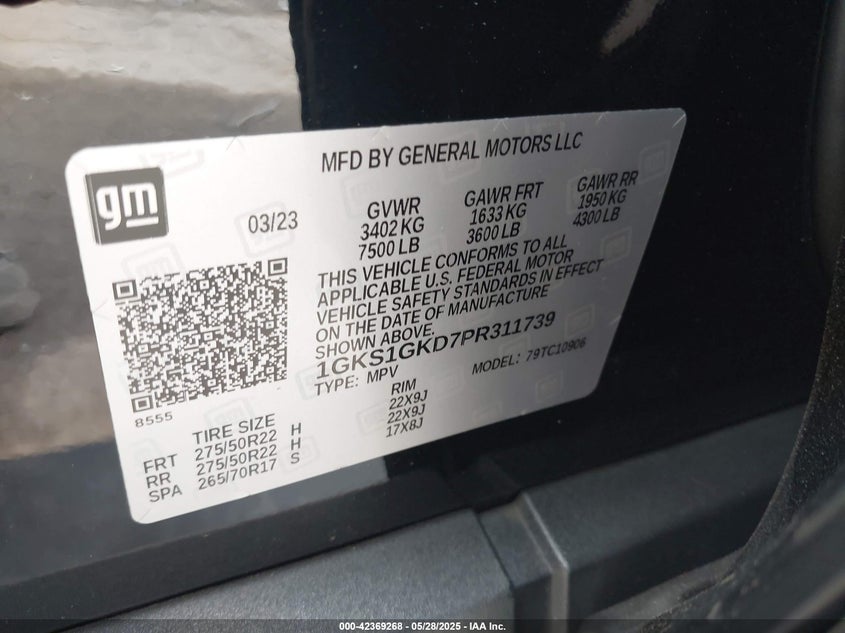 MFD BY GENERAL MOTORS LLC
gm
03/23
GVWR
3402 KG
7500 LB
GAWR FRT
1633 KG
3600 LB
GAWR RR
1950 KG
4300 LB
THIS VEHICLE CONFORMS TO ALL
APPLICABLE U.S. FEDERAL MOTOR
VEHICLE SAFETY STANDARDS IN EFFECT
ON THE DATE OF MANUFACTURE
SHOWN ABOVE.
1GKS1GKD7PR311739
TYPE: MPV
MODEL: 79TC10906
8555
TIRE SIZE
RIM
FRT 275/50R22 H 22X9J
RR 275/50R22 H 22X9J
SPA 265/70R17 S 17X8J
000-42369268 - 05/28/2025 - IAA Inc.